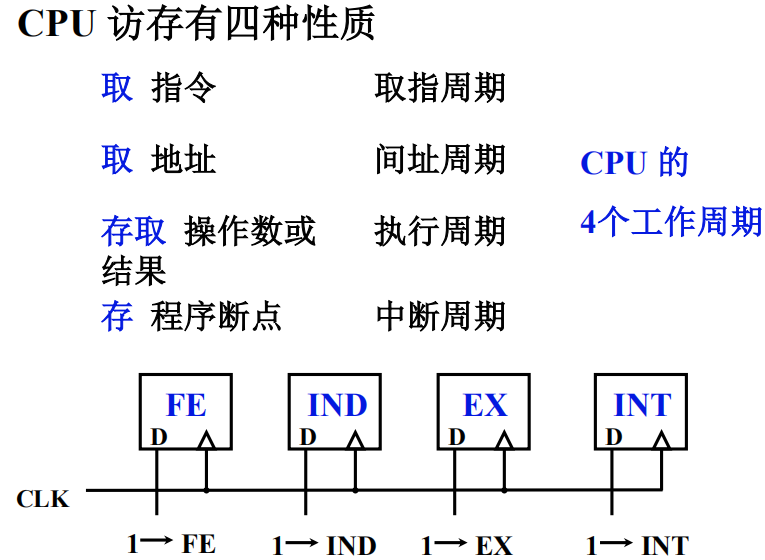 CPU 访存有四种性质
取 指令 取指周期
取 地址 间址周期
CPU 的
存取 操作数或 执行周期
4个工作周期
结果
存 程序断点 中断周期
FE IND EX INT
D D D D
CLK
1→ FE 1→ IND 1→ EX 1→ INT